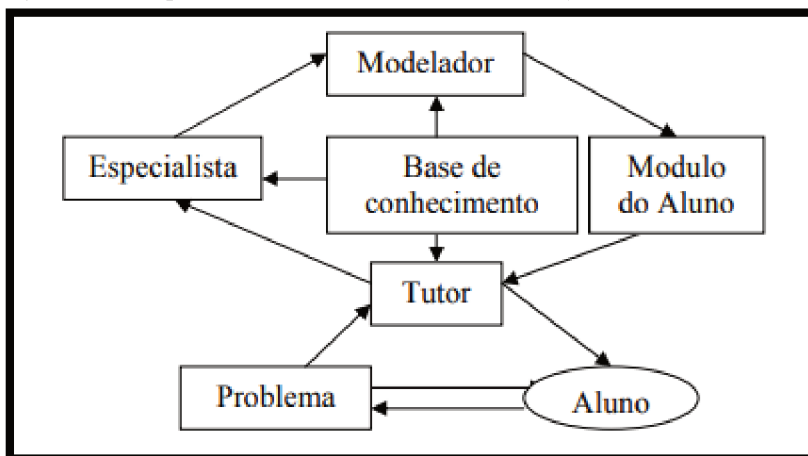 Modelador
Especialista
Base de
conhecimento
Modulo
do Aluno
Tutor
Problema
Aluno